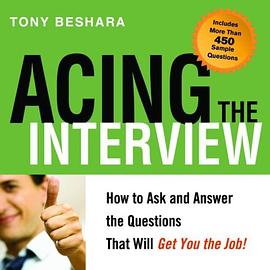 TONY BESHARA
Includes
More Than
450
Sample
Questions
ACING THE
INTERVIEW
How to Ask and Answer
the Questions
That Will Get You the Job!